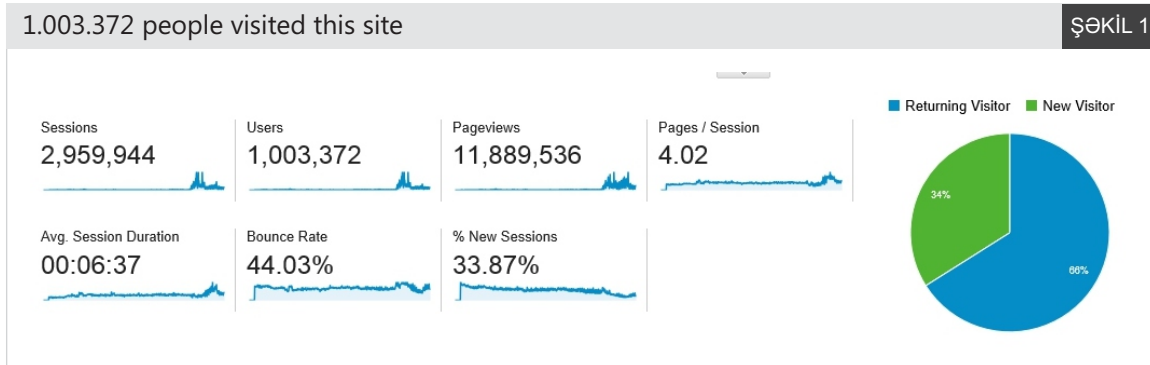 1.003.372 people visited this site
ŞƏKİL 1
Returning Visitor New Visitor
Sessions
2,959,944
Users
1,003,372
Pageviews
11,889,536
Pages / Session
4.02
Avg. Session Duration
00:06:37
Bounce Rate
44.03%
% New Sessions
33.87%
34%
66%